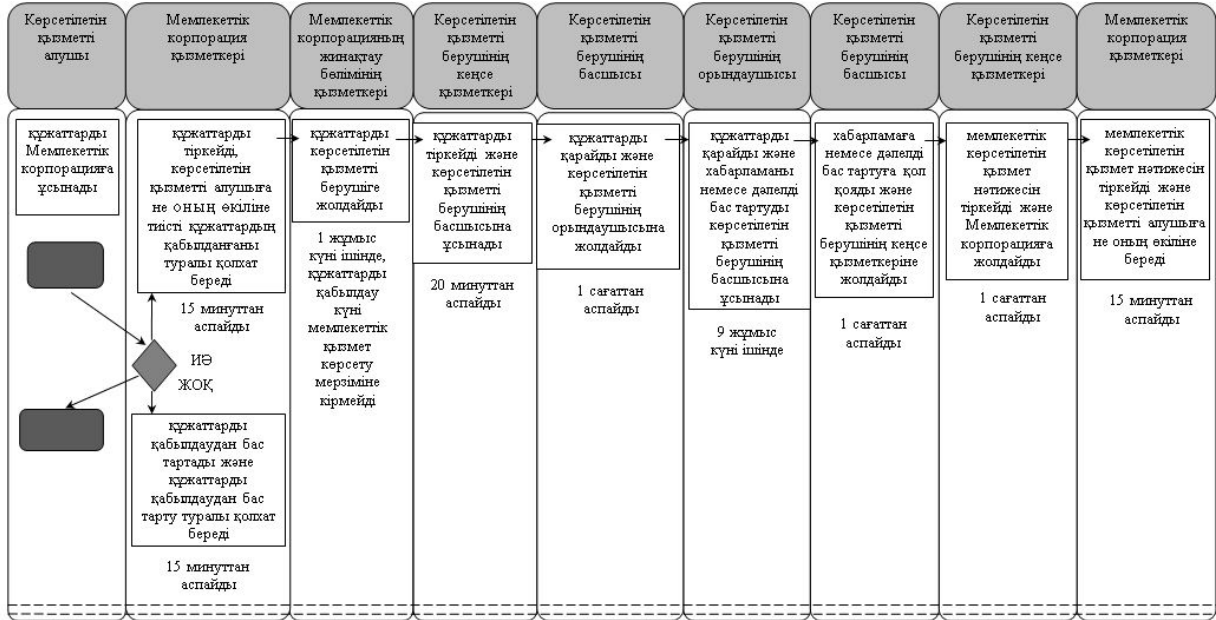 Көрсетілетін
қызметті
алушы
Мемлекеттік
корпорация
қызметкері
Мемлекеттік
корпорацияның
жинақтау
бөлімінің
қызметкері
Көрсетілетін
қызметті
берушінің
кеңсе
қызметкері
Көрсетілетін
қызметті
берушінің
басшысы
Көрсетілетін
қызметті
берушінің
орындаушысы
Көрсетілетін
қызметті
берушінің
басшысы
Көрсетілетін
қызметті
берушінің кеңсе
қызметкері
Мемлекеттік
корпорация
қызметкері
құжаттарды
Мемлекеттік
корпорацияға
ұсынады
құжаттарды
тіркейді,
көрсетілетін
қызметті алушыға
не оның өкіліне
тиісті құжаттардың
қабылданғаны
туралы қолхат
береді
15 минуттан
аспайды
ИӘ
ЖОҚ
құжаттарды
қабылдаудан бас
тартады және
құжаттарды
қабылдаудан бас
тарту туралы қолхат
береді
15 минуттан
аспайды
құжаттарды
көрсетілетін
қызметті
берушіге
жолдайды
1 жұмыс
күні ішінде,
құжаттарды
қабылдау
күні
мемлекеттік
қызмет
көрсету
мерзіміне
кірмейді
құжаттарды
тіркейді және
көрсетілетін
қызметті
берушінің
басшысына
ұсынады
20 минуттан
аспайды
құжаттарды
қарайды және
көрсетілетін
қызметті
берушінің
орындаушысына
жолдайды
1 сағаттан
аспайды
құжаттарды
қарайды және
хабарламаны
немесе дәлелді
бас тартуды
көрсетілетін
қызметті
берушінің
басшысына
ұсынады
9 жұмыс
күні ішінде
хабарламаға
немесе дәлелді
бас тартуға қол
қояды және
көрсетілетін
қызметті
берушінің кеңсе
қызметкеріне
жолдайды
1 сағаттан
аспайды
мемлекеттік
көрсетілетін
қызмет
нәтижесін
тіркейді және
Мемлекеттік
корпорацияға
жолдайды
1 сағаттан
аспайды
мемлекеттік
көрсетілетін
қызмет нәтижесін
тіркейді және
көрсетілетін
қызметті алушыға
не оның өкіліне
береді
15 минуттан
аспайды